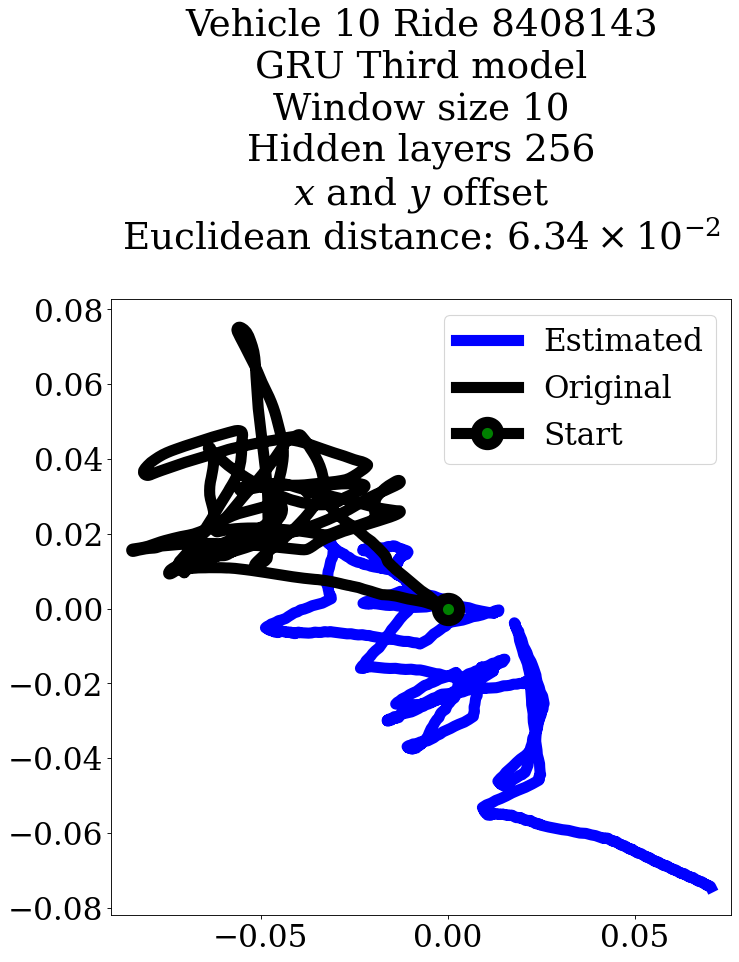 Vehicle 10 Ride 8408143
GRU Third model
Window size 10
Hidden layers 256
x and y offset
Euclidean distance: 6.34 × 10⁻²
Estimated
Original
Start
0.08
0.06
0.04
0.02
0.00
−0.02
−0.04
−0.06
−0.08
−0.05 0.00 0.05